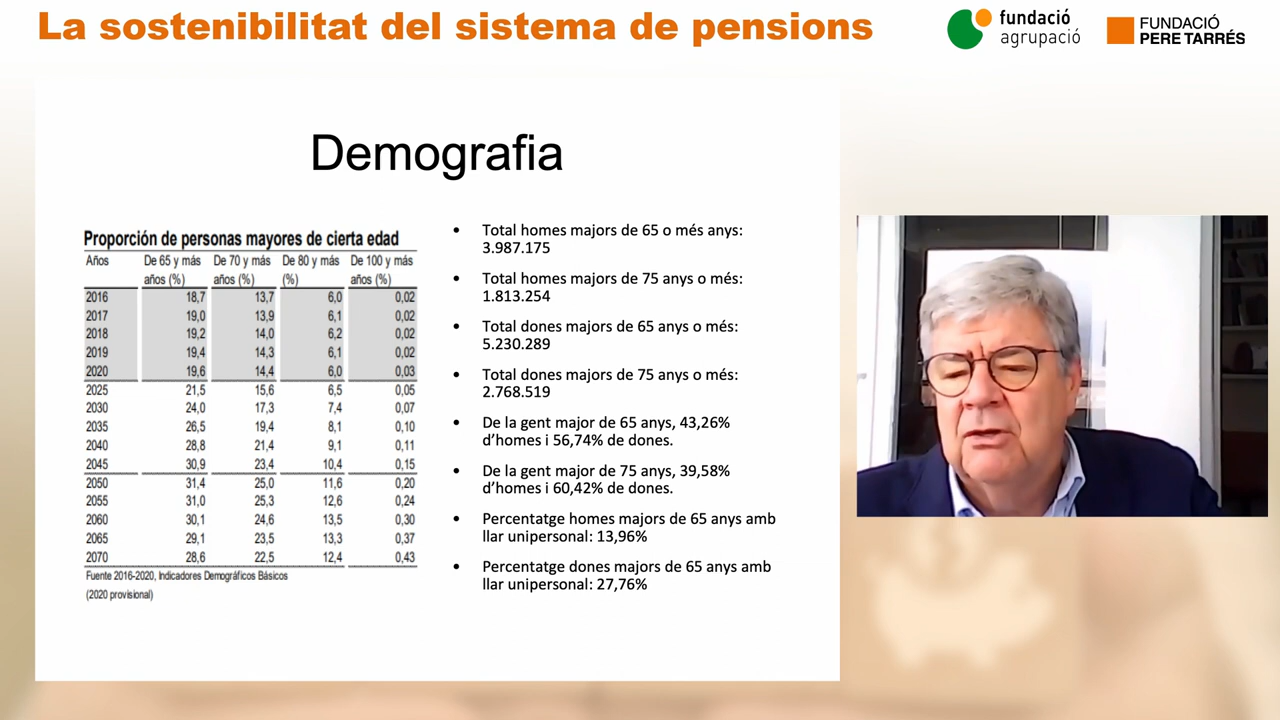 La sostenibilitat del sistema de pensions
fundació
agrupació
FUNDACIÓ
PERE TARRÉS
Demografia
Proporción de personas mayores de cierta edad
Años De 65 y más De 70 y más De 80 y más De 100 y más
años (%) años (%) (%) años (%)
2016 18,7 13,7 6,0 0,02
2017 19,0 13,9 6,1 0,02
2018 19,2 14,0 6,2 0,02
2019 19,4 14,3 6,1 0,02
2020 19,6 14,4 6,0 0,03
2025 21,5 15,6 6,5 0,05
2030 24,0 17,3 7,4 0,07
2035 26,5 19,4 8,1 0,10
2040 28,8 21,4 9,1 0,11
2045 30,9 23,4 10,4 0,15
2050 31,4 25,0 11,6 0,20
2055 31,0 25,3 12,6 0,24
2060 30,1 24,6 13,5 0,30
2065 29,1 23,5 13,3 0,37
2070 28,6 22,5 12,4 0,43
Fuente 2016-2020, Indicadores Demográficos Básicos
(2020 provisional)
• Total homes majors de 65 o més anys:
3.987.175
• Total homes majors de 75 anys o més:
1.813.254
• Total dones majors de 65 anys o més:
5.230.289
• Total dones majors de 75 anys o més:
2.768.519
• De la gent major de 65 anys, 43,26%
d’homes i 56,74% de dones.
• De la gent major de 75 anys, 39,58%
d’homes i 60,42% de dones.
• Percentatge homes majors de 65 anys amb
llar unipersonal: 13,96%
• Percentatge dones majors de 65 anys amb
llar unipersonal: 27,76%